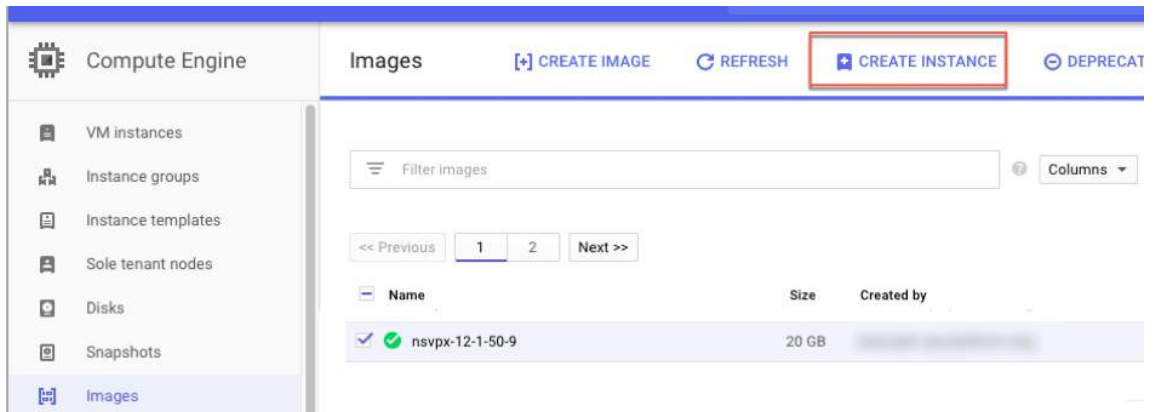 Compute Engine
Images
[+] CREATE IMAGE
REFRESH
CREATE INSTANCE
DEPRECAT
VM instances
Instance groups
Instance templates
Sole tenant nodes
Disks
Snapshots
Images
Filter images
Columns
<< Previous 1 2 Next >>
Name Size Created by
nsvpx-12-1-50-9 20 GB